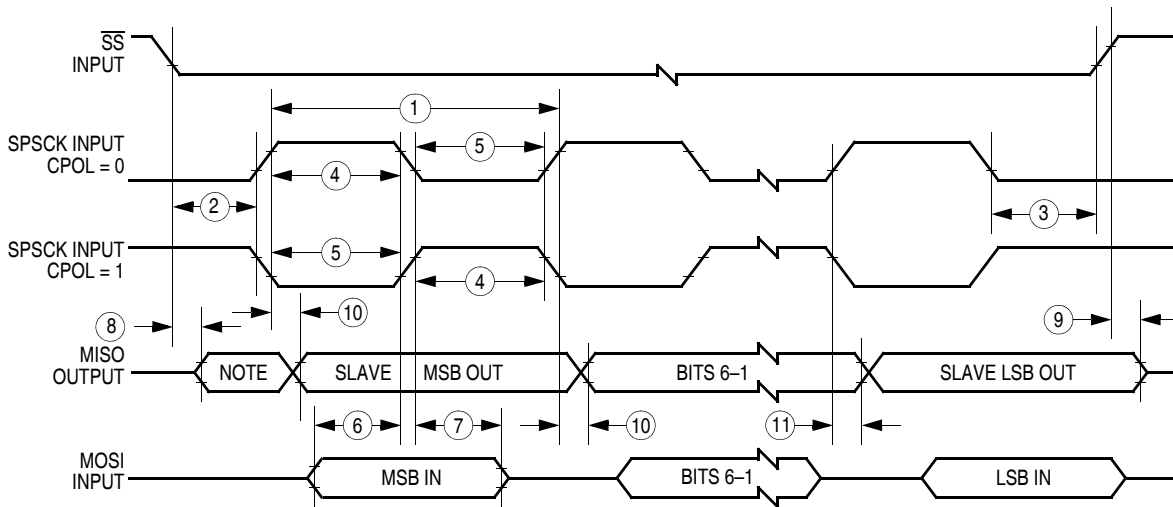 SS
INPUT
1
SPSCK INPUT
CPOL = 0
5
4
2
3
SPSCK INPUT
CPOL = 1
5
4
8
10
9
MISO
OUTPUT
NOTE
SLAVE
MSB OUT
BITS 6–1
SLAVE LSB OUT
6
7
10
11
MOSI
INPUT
MSB IN
BITS 6–1
LSB IN